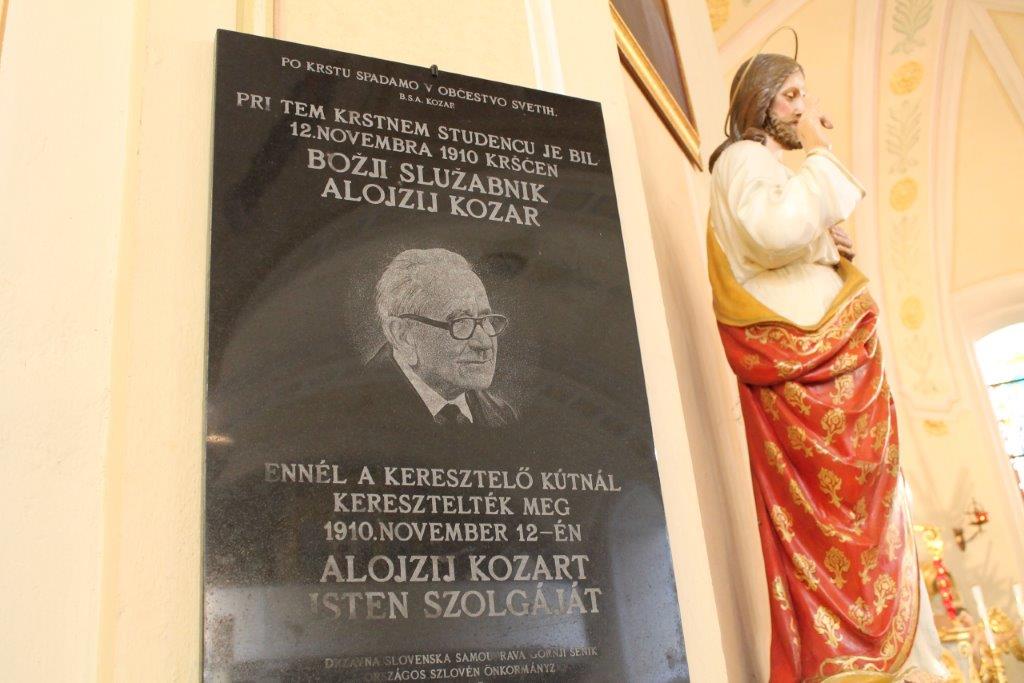 PO KRSTU SPADAMO V OBČESTVO SVETIH.
B.S.A. KOZAR
PRI TEM KRSTNEM STUDENCU JE BIL
12.NOVEMBRA 1910 KRŠČEN
BOŽJI SLUŽABNIK
ALOJZIJ KOZAR
ENNÉL A KERESZTELŐ KÚTNÁL
KERESZTELTÉK MEG
1910.NOVEMBER 12-ÉN
ALOJZIJ KOZART
ISTEN SZOLGÁJÁT
DRŽAVNA SLOVENSKA SAMOUPRAVA GORNJI SENIK
ORSZÁGOS SZLOVÉN ÖNKORMÁNYZ